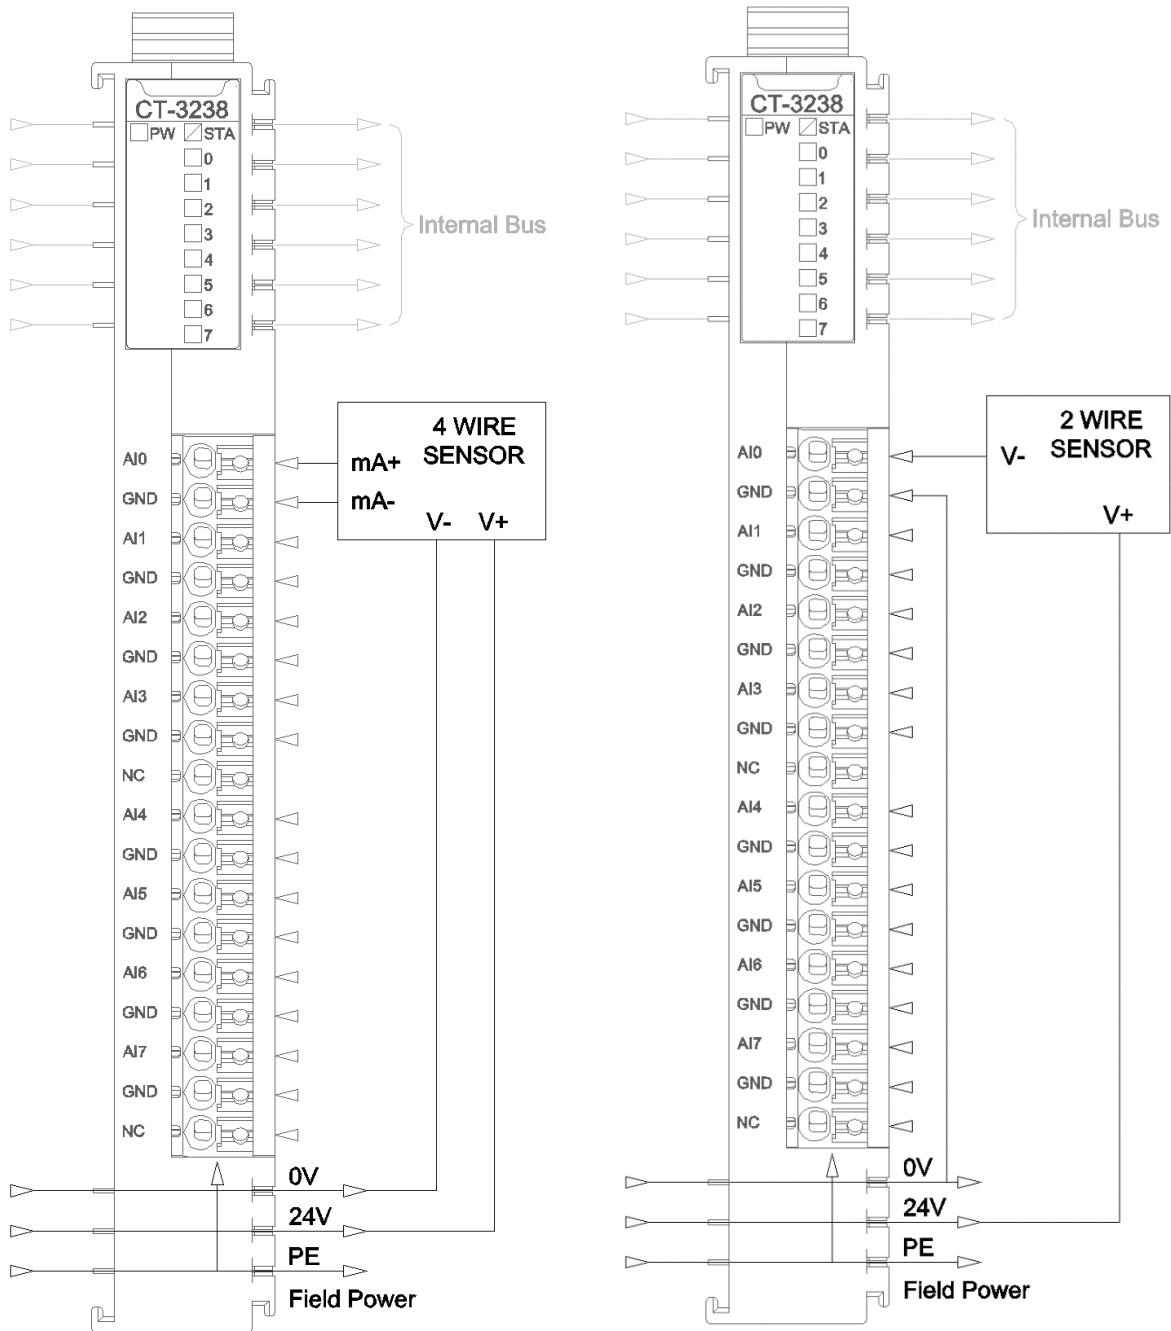 CT-3238
PW STA
0
1
2
3
4
5
6
7
Internal Bus
4 WIRE
SENSOR
mA+
mA-
V- V+
AI0
GND
AI1
GND
AI2
GND
AI3
GND
NC
AI4
GND
AI5
GND
AI6
GND
AI7
GND
NC
0V
24V
PE
Field Power
CT-3238
PW STA
0
1
2
3
4
5
6
7
Internal Bus
2 WIRE
SENSOR
V-
V+
AI0
GND
AI1
GND
AI2
GND
AI3
GND
NC
AI4
GND
AI5
GND
AI6
GND
AI7
GND
NC
0V
24V
PE
Field Power